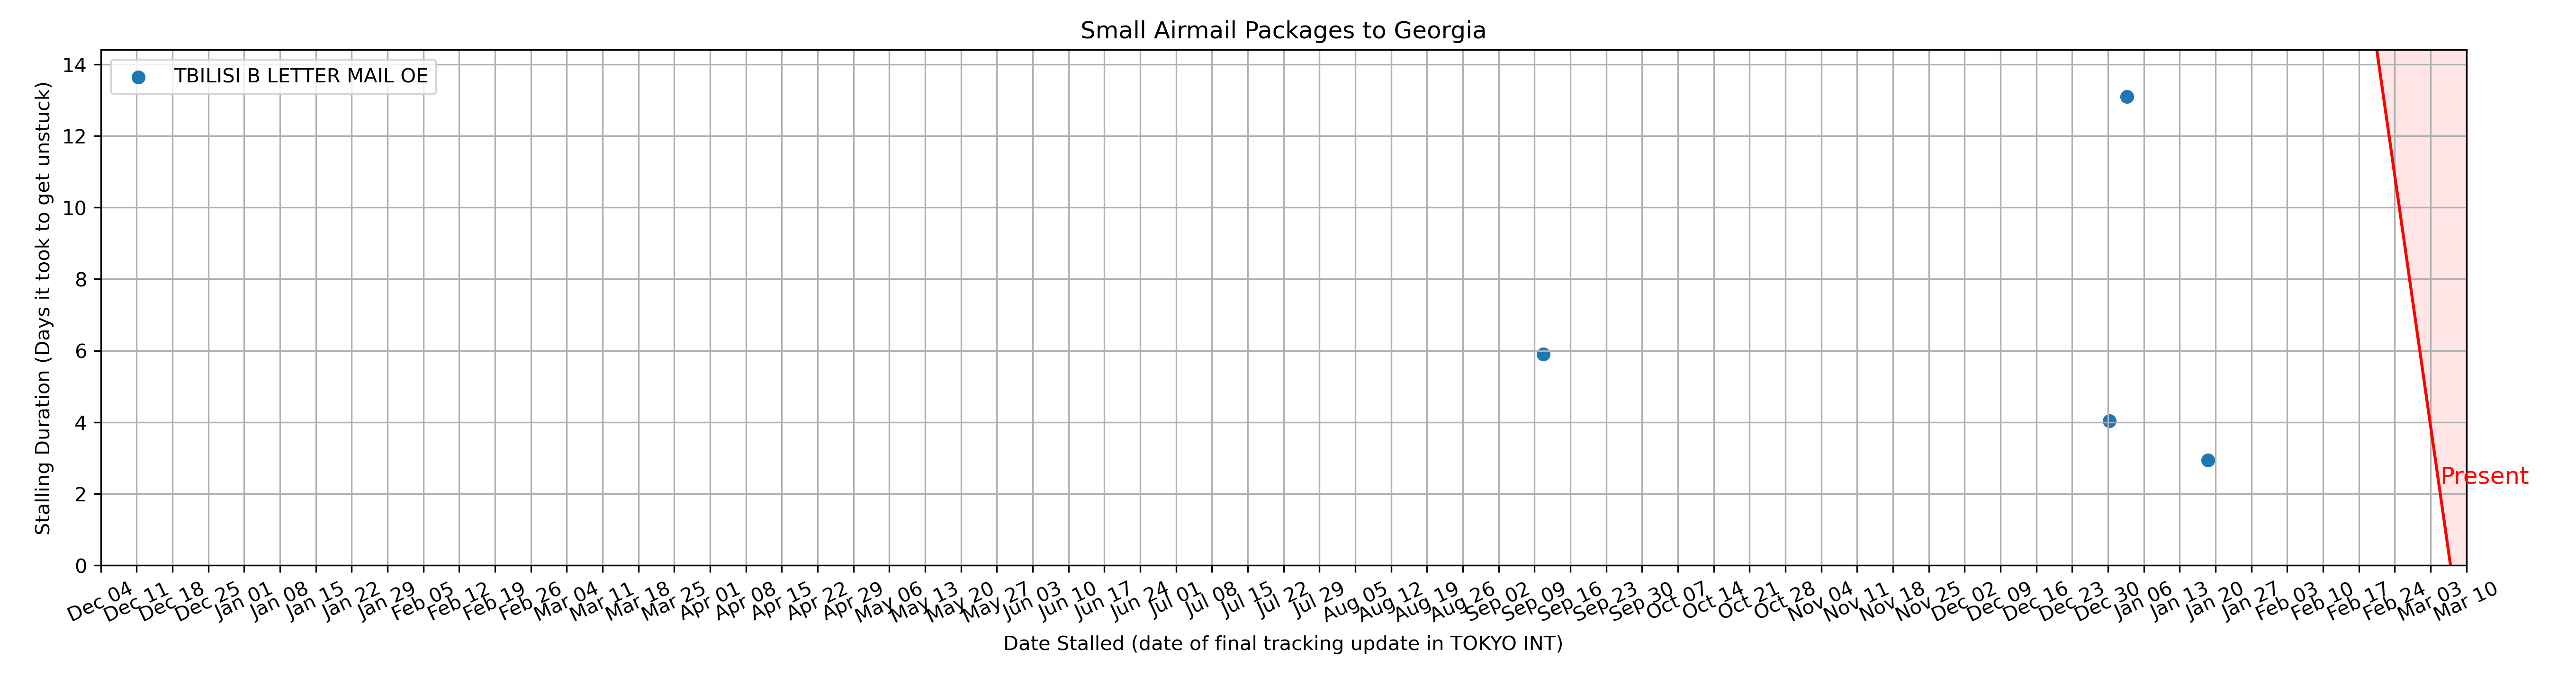 Small Airmail Packages to Georgia
TBILISI B LETTER MAIL OE
Stalling Duration (Days it took to get unstuck)
14
12
10
8
6
4
2
0
Present
Dec 04
Dec 11
Dec 18
Dec 25
Jan 01
Jan 08
Jan 15
Jan 22
Jan 29
Feb 05
Feb 12
Feb 19
Feb 26
Mar 04
Mar 11
Mar 18
Mar 25
Apr 01
Apr 08
Apr 15
Apr 22
Apr 29
May 06
May 13
May 20
May 27
Jun 03
Jun 10
Jun 17
Jun 24
Jul 01
Jul 08
Jul 15
Jul 22
Jul 29
Aug 05
Aug 12
Aug 19
Aug 26
Sep 02
Sep 09
Sep 16
Sep 23
Sep 30
Oct 07
Oct 14
Oct 21
Oct 28
Nov 04
Nov 11
Nov 18
Nov 25
Dec 02
Dec 09
Dec 16
Dec 23
Dec 30
Jan 06
Jan 13
Jan 20
Jan 27
Feb 03
Feb 10
Feb 17
Feb 24
Mar 03
Mar 10
Date Stalled (date of final tracking update in TOKYO INT)